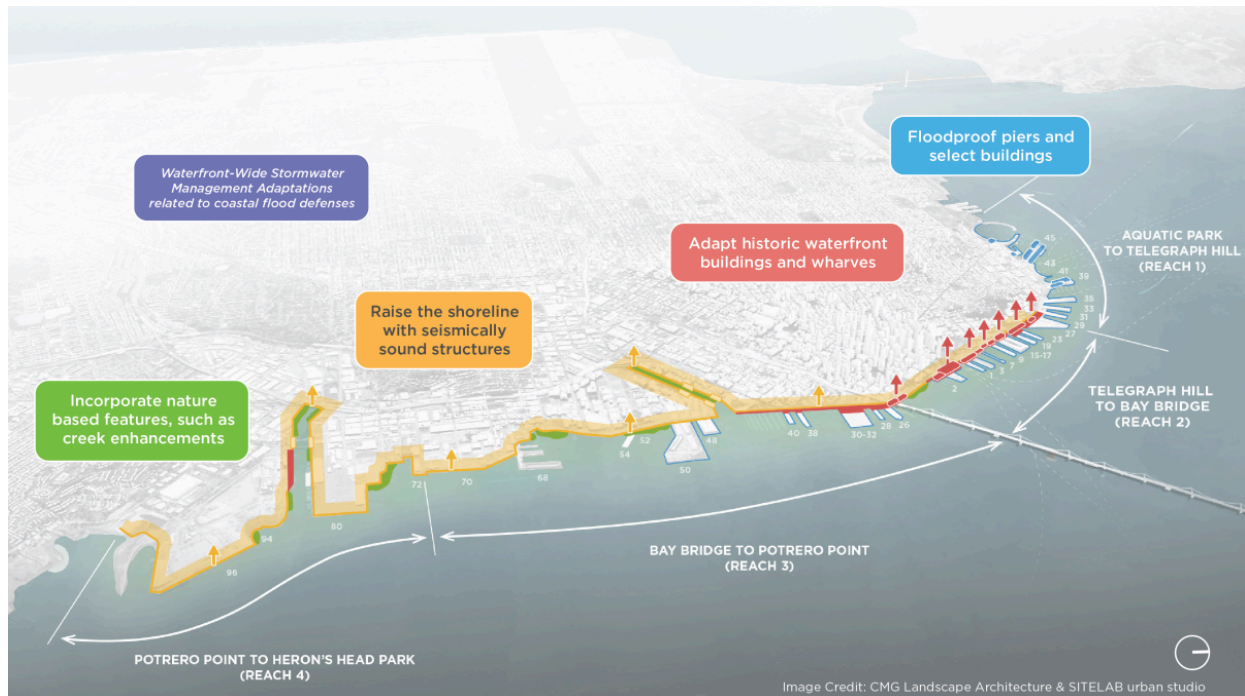 Floodproof piers and
select buildings
Waterfront-Wide Stormwater
Management Adaptations
related to coastal flood defenses
Adapt historic waterfront
buildings and wharves
AQUATIC PARK
TO TELEGRAPH HILL
(REACH 1)
Raise the shoreline
with seismically
sound structures
Incorporate nature
based features, such as
creek enhancements
45
43
41
39
35
33
31
29
27
23
19
15-17
9
7
3
1
2
TELEGRAPH HILL
TO BAY BRIDGE
(REACH 2)
26
28
30-32
38
40
48
50
52
54
68
70
72
80
94
96
BAY BRIDGE TO POTRERO POINT
(REACH 3)
POTRERO POINT TO HERON'S HEAD PARK
(REACH 4)
Image Credit: CMG Landscape Architecture & SITELAB urban studio